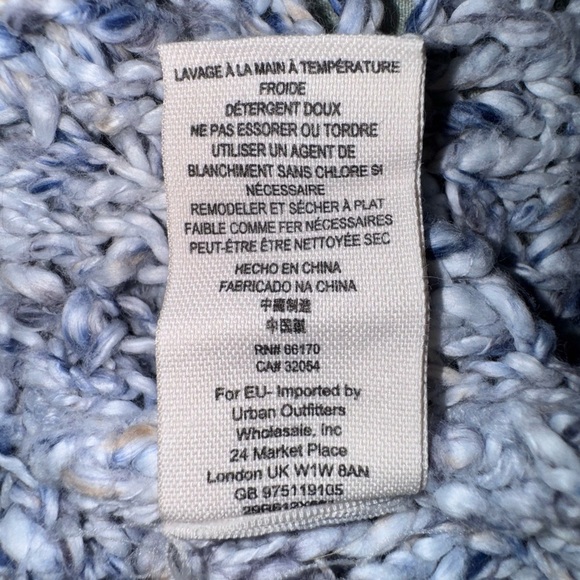 LAVAGE À LA MAIN À TEMPÉRATURE
FROIDE
DÉTERGENT DOUX
NE PAS ESSORER OU TORDRE
UTILISER UN AGENT DE
BLANCHIMENT SANS CHLORE SI
NÉCESSAIRE
REMODELER ET SÉCHER À PLAT
FAIBLE COMME FER NÉCESSAIRES
PEUT-ÊTRE ÊTRE NETTOYÉE SEC
HECHO EN CHINA
FABRICADO NA CHINA
中國制造
中国製
RN# 66170
CA# 32054
For EU- Imported by
Urban Outfitters
Wholesale, Inc
24 Market Place
London UK W1W 8AN
GB 975119105